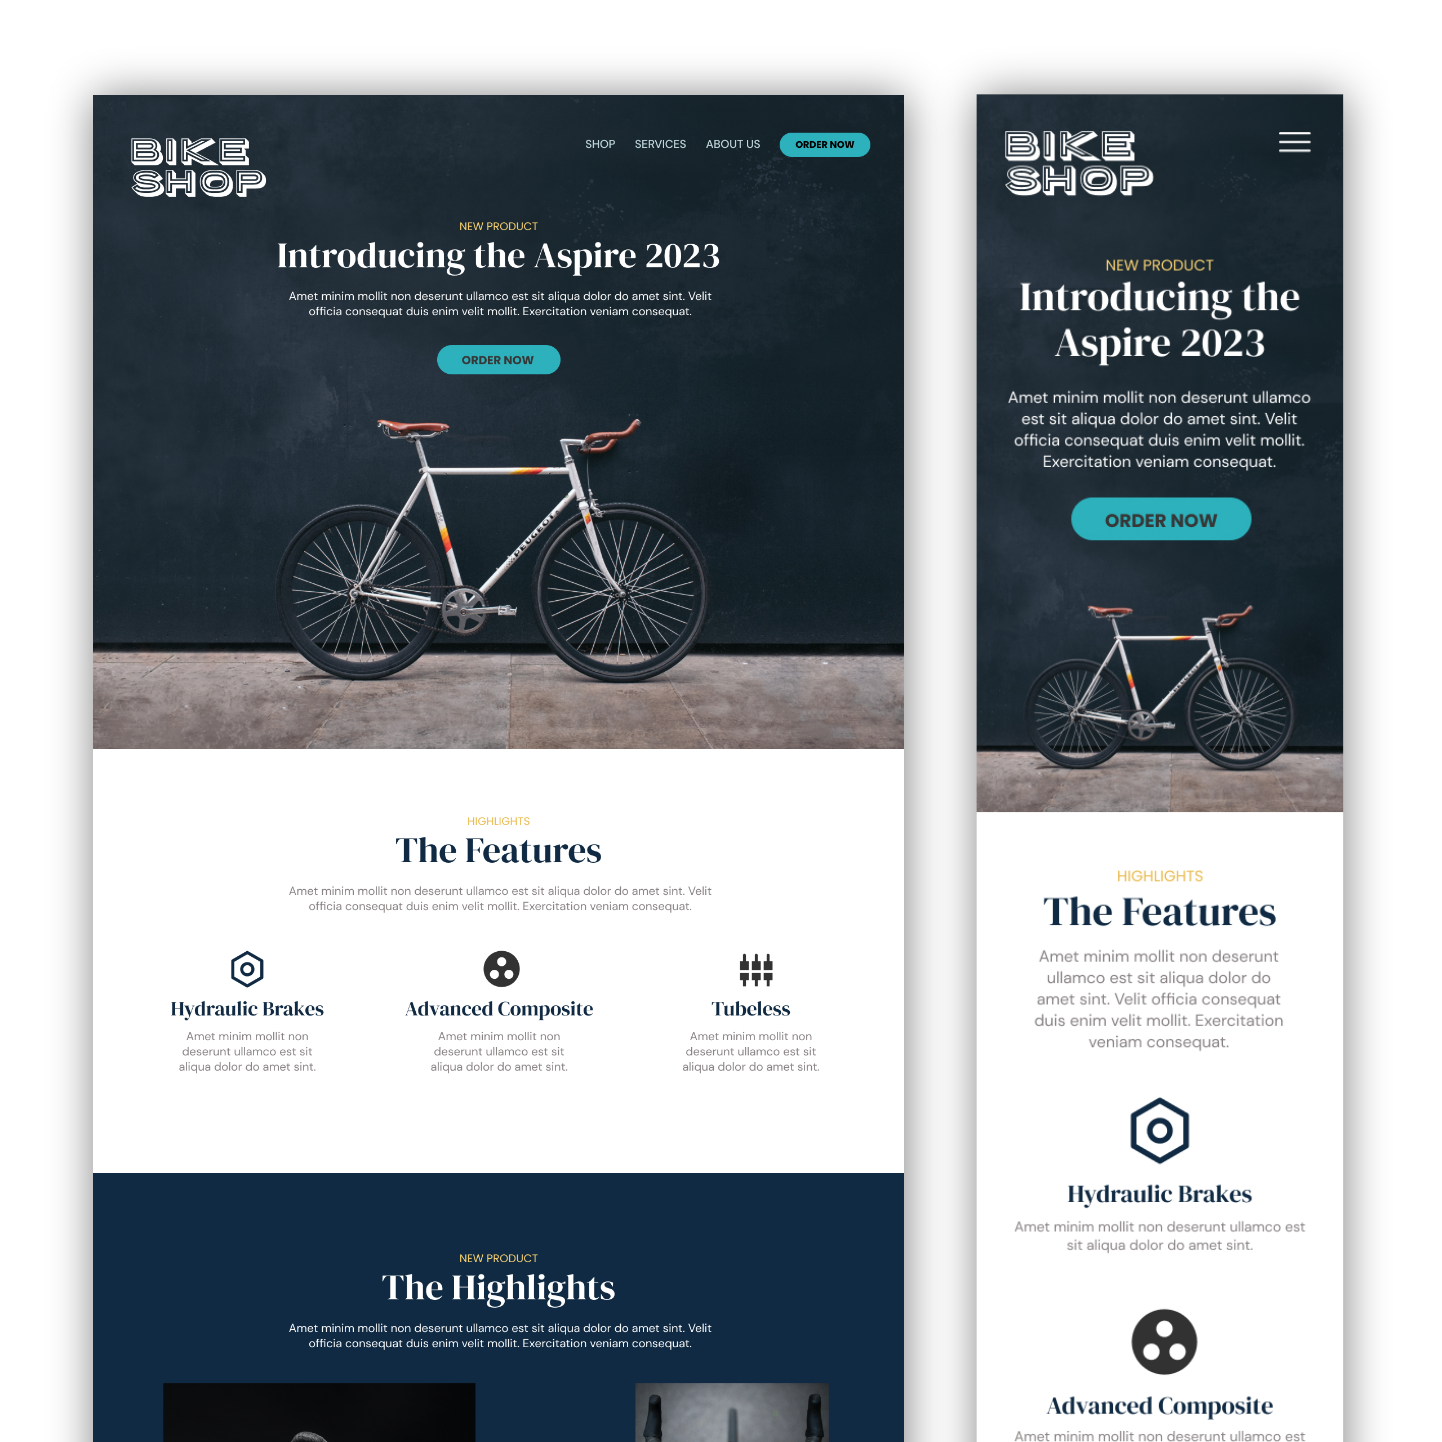 BIKE
SHOP
SHOP SERVICES ABOUT US ORDER NOW
NEW PRODUCT
Introducing the Aspire 2023
Amet minim mollit non deserunt ullamco est sit aliqua dolor do amet sint. Velit
officia consequat duis enim velit mollit. Exercitation veniam consequat.
ORDER NOW
PEUGEOT
HIGHLIGHTS
The Features
Amet minim mollit non deserunt ullamco est sit aliqua dolor do amet sint. Velit
officia consequat duis enim velit mollit. Exercitation veniam consequat.
Hydraulic Brakes
Amet minim mollit non
deserunt ullamco est sit
aliqua dolor do amet sint.
Advanced Composite
Amet minim mollit non
deserunt ullamco est sit
aliqua dolor do amet sint.
Tubeless
Amet minim mollit non
deserunt ullamco est sit
aliqua dolor do amet sint.
NEW PRODUCT
The Highlights
Amet minim mollit non deserunt ullamco est sit aliqua dolor do amet sint. Velit
officia consequat duis enim velit mollit. Exercitation veniam consequat.
BIKE
SHOP
NEW PRODUCT
Introducing the
Aspire 2023
Amet minim mollit non deserunt ullamco
est sit aliqua dolor do amet sint. Velit
officia consequat duis enim velit mollit.
Exercitation veniam consequat.
ORDER NOW
PEUGEOT
HIGHLIGHTS
The Features
Amet minim mollit non deserunt
ullamco est sit aliqua dolor do
amet sint. Velit officia consequat
duis enim velit mollit. Exercitation
veniam consequat.
Hydraulic Brakes
Amet minim mollit non deserunt ullamco est
sit aliqua dolor do amet sint.
Advanced Composite
Amet minim mollit non deserunt ullamco est